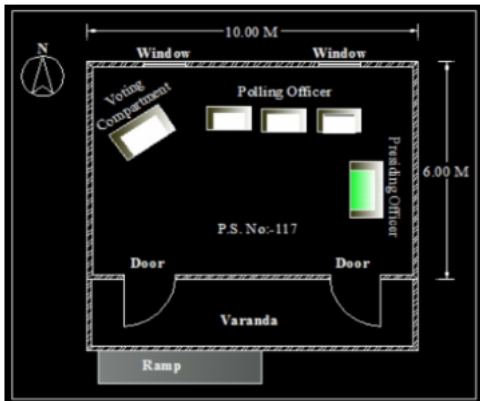 10.00 M
N
Window
Window
Voting
Compartment
Polling Officer
Presiding Officer
6.00 M
P.S. No:-117
Door
Door
Varanda
Ramp